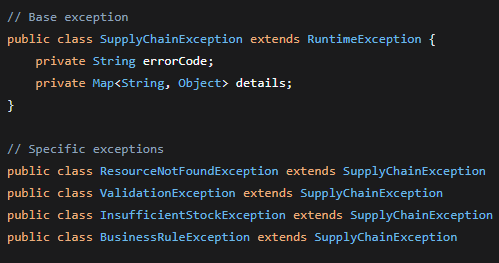 // Base exception
public class SupplyChainException extends RuntimeException {
    private String errorCode;
    private Map<String, Object> details;
}

// Specific exceptions
public class ResourceNotFoundException extends SupplyChainException
public class ValidationException extends SupplyChainException
public class InsufficientStockException extends SupplyChainException
public class BusinessRuleException extends SupplyChainException